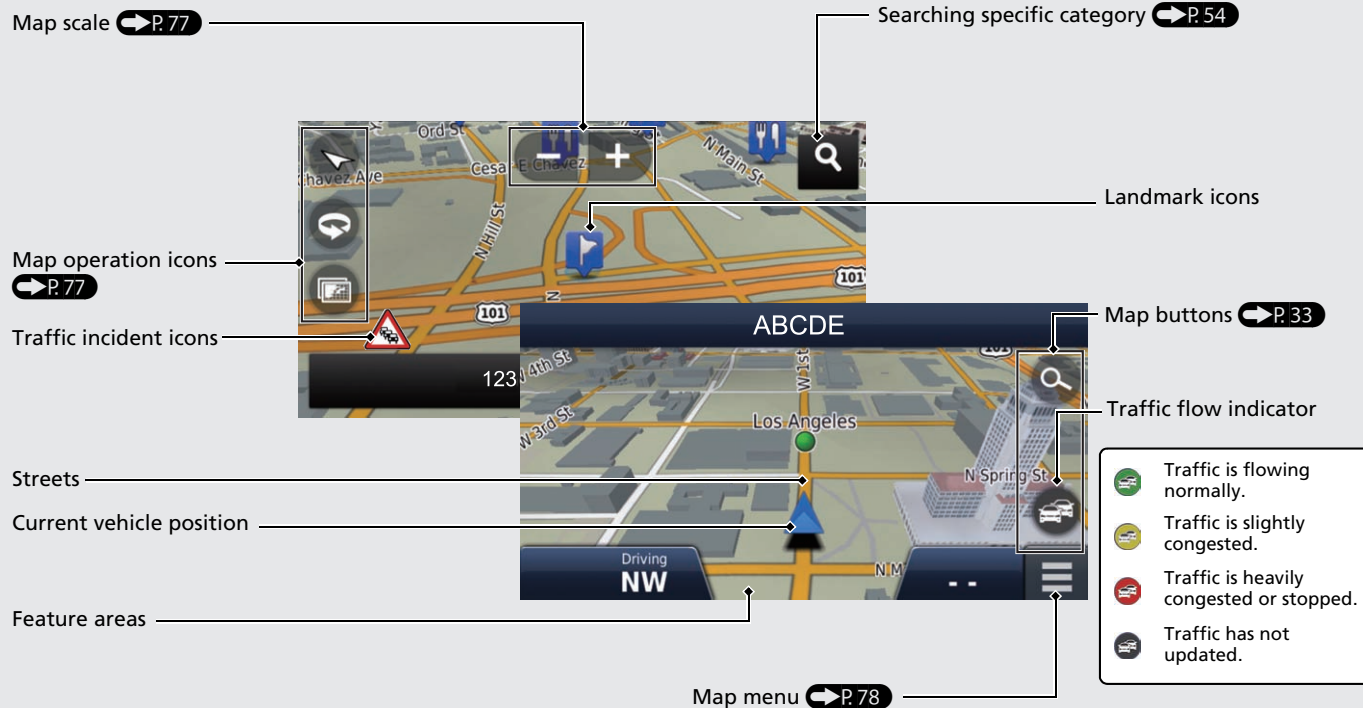 Map scale P. 77
Searching specific category P. 54
Ord St
Cesar E Chavez
N Main St
Chavez Ave
N Hill St
Landmark icons
Map operation icons
P. 77
101
101
N
Traffic incident icons
123
ABCDE
Map buttons P. 33
101
W 4th St
W 1st
W 3rd St
Los Angeles
Traffic flow indicator
N Spring St
Streets
Current vehicle position
Traffic is flowing
normally.
Traffic is slightly
congested.
Traffic is heavily
congested or stopped.
Traffic has not
updated.
Driving
NW
N M
- -
Feature areas
Map menu P. 78